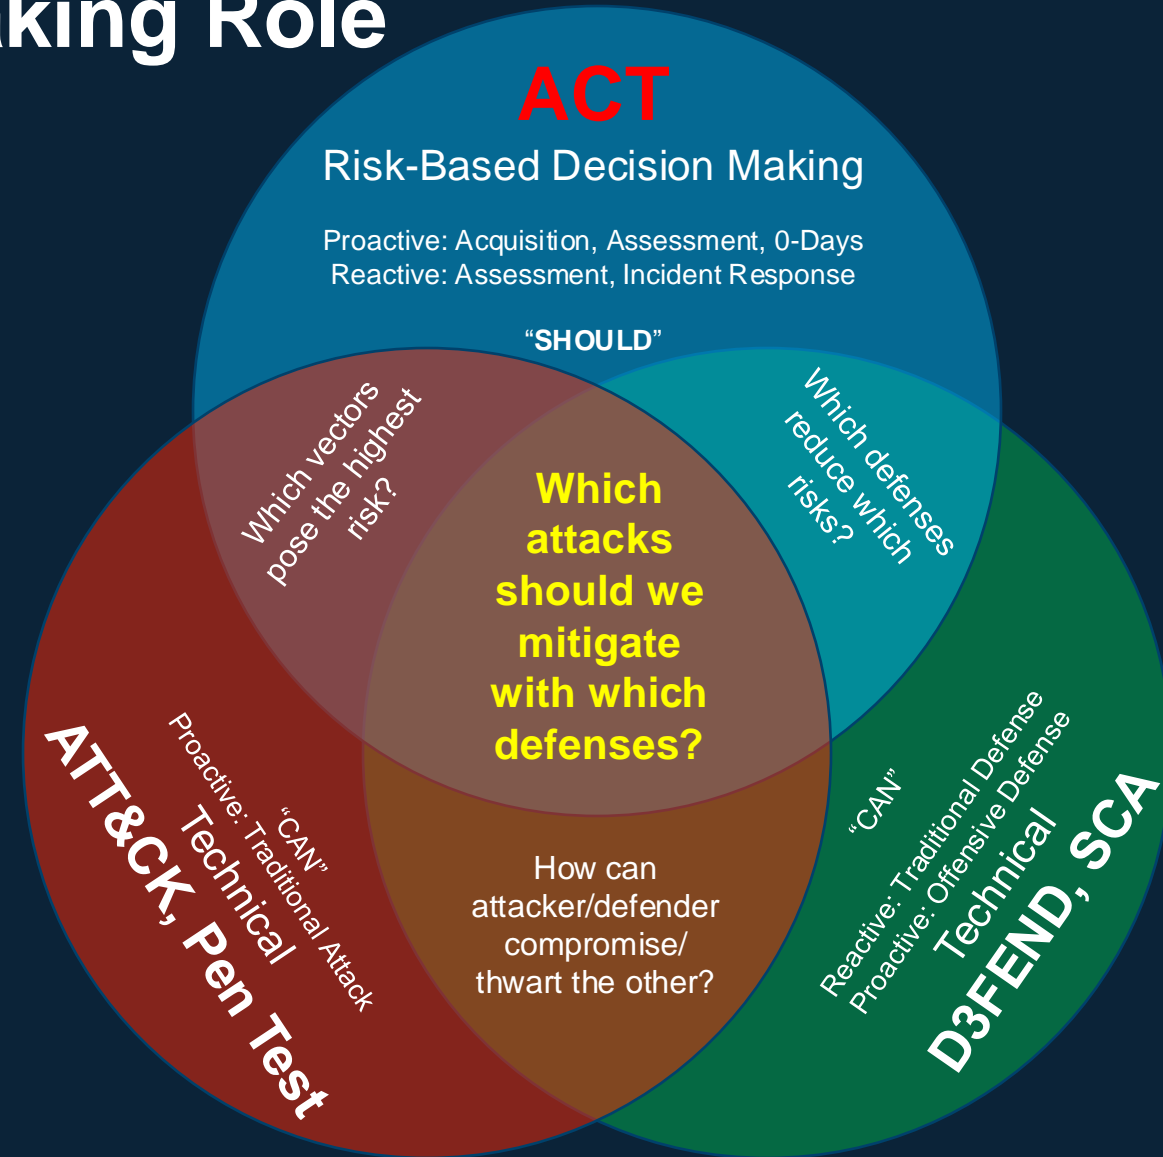 king Role
ACT
Risk-Based Decision Making
Proactive: Acquisition, Assessment, 0-Days
Reactive: Assessment, Incident Response
“SHOULD”
Which vectors
pose the highest
risk?
Which defenses
reduce which
risks?
Which
attacks
should we
mitigate
with which
defenses?
“CAN”
Proactive: Traditional Attack
Technical
ATT&CK, Pen Test
“CAN”
Reactive: Traditional Defense
Proactive: Offensive Defense
Technical
D3FEND, SCA
How can
attacker/defender
compromise/
thwart the other?